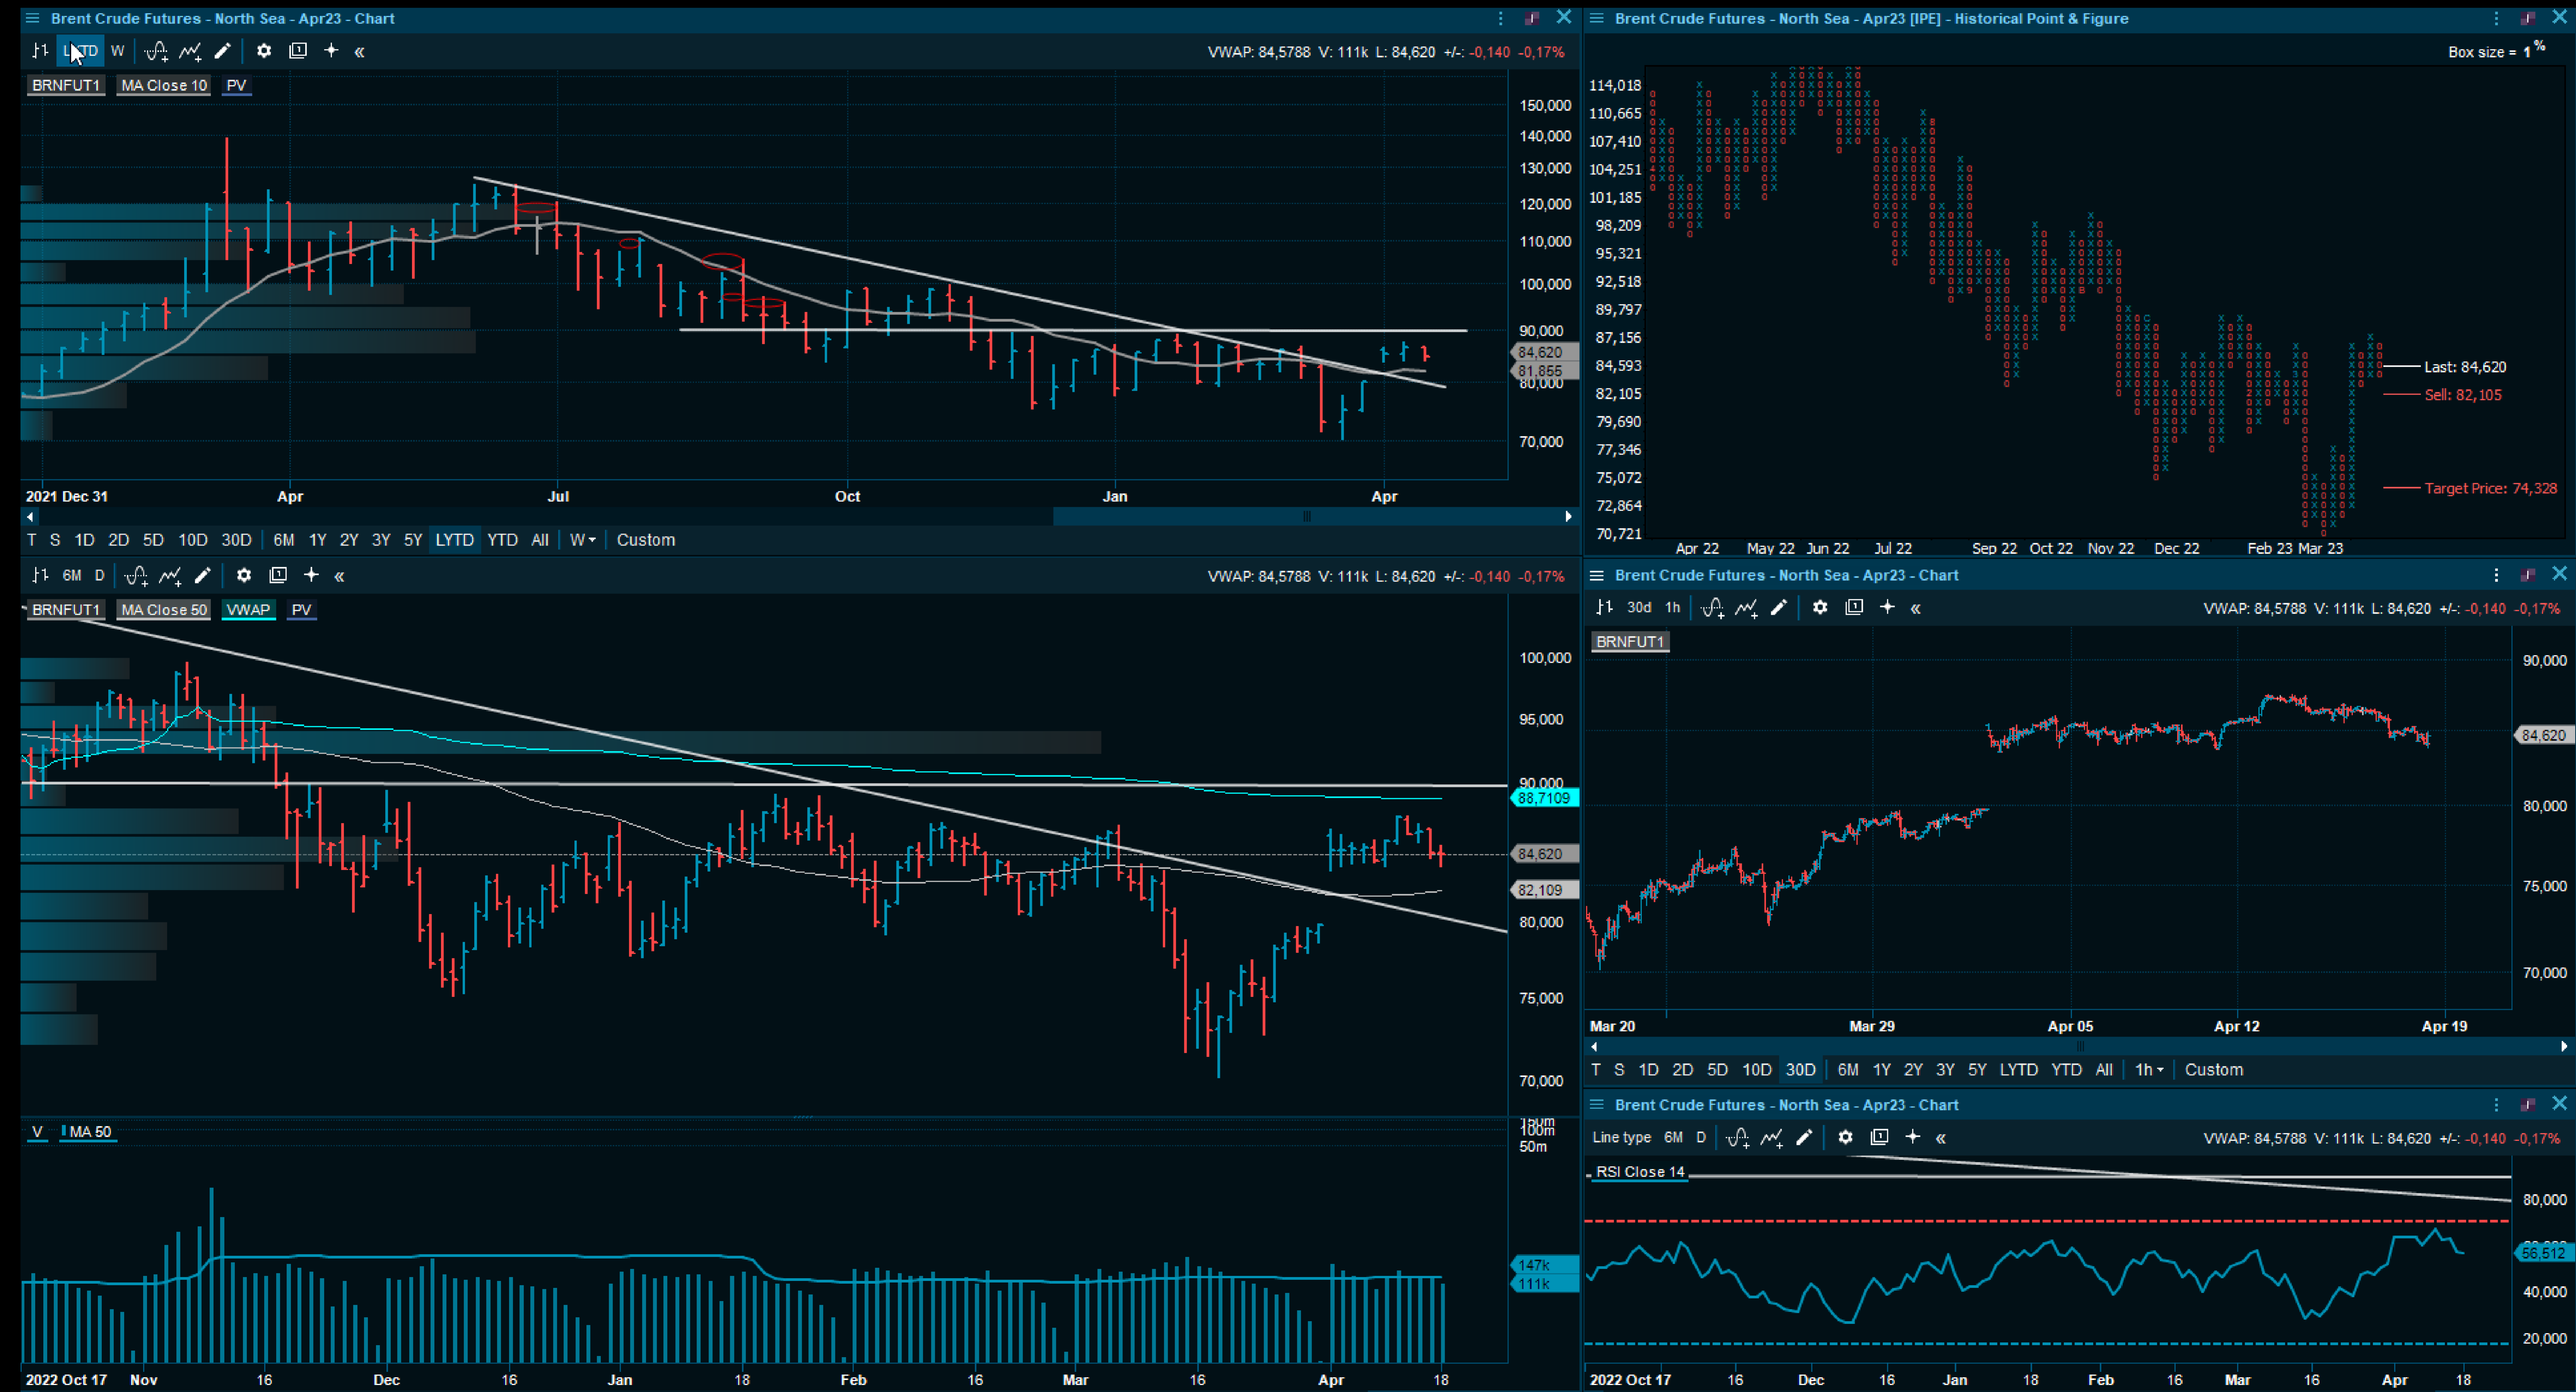 Brent Crude Futures - North Sea - Apr23 - Chart
LYTD W
VWAP: 84,5788 V: 111k L: 84,620 +/-: -0,140 -0,17%
BRNFUT1 MA Close 10 PV
150,000
140,000
130,000
120,000
110,000
100,000
90,000
84,620
81,855
80,000
70,000
2021 Dec 31 Apr Jul Oct Jan Apr
T S 1D 2D 5D 10D 30D 6M 1Y 2Y 3Y 5Y LYTD YTD All W Custom
6M D
VWAP: 84,5788 V: 111k L: 84,620 +/-: -0,140 -0,17%
BRNFUT1 MA Close 50 VWAP PV
100,000
95,000
90,000
88,7109
84,620
82,109
80,000
75,000
70,000
V MA 50
150m
100m
50m
147k
111k
2022 Oct 17 Nov 16 Dec 16 Jan 18 Feb 16 Mar 16 Apr 18
Brent Crude Futures - North Sea - Apr23 [IPE] - Historical Point & Figure
Box size = 1 %
114,018
110,665
107,410
104,251
101,185
98,209
95,321
92,518
89,797
87,156
84,593
82,105
79,690
77,346
75,072
72,864
70,721
Last: 84,620
Sell: 82,105
Target Price: 74,328
Apr 22 May 22 Jun 22 Jul 22 Sep 22 Oct 22 Nov 22 Dec 22 Feb 23 Mar 23
Brent Crude Futures - North Sea - Apr23 - Chart
30d 1h
VWAP: 84,5788 V: 111k L: 84,620 +/-: -0,140 -0,17%
BRNFUT1
90,000
84,620
80,000
75,000
70,000
Mar 20 Mar 29 Apr 05 Apr 12 Apr 19
T S 1D 2D 5D 10D 30D 6M 1Y 2Y 3Y 5Y LYTD YTD All 1h Custom
Brent Crude Futures - North Sea - Apr23 - Chart
Line type 6M D
VWAP: 84,5788 V: 111k L: 84,620 +/-: -0,140 -0,17%
RSI Close 14
80,000
56,512
40,000
20,000
2022 Oct 17 16 Dec 16 Jan 18 Feb 16 Mar 16 Apr 18